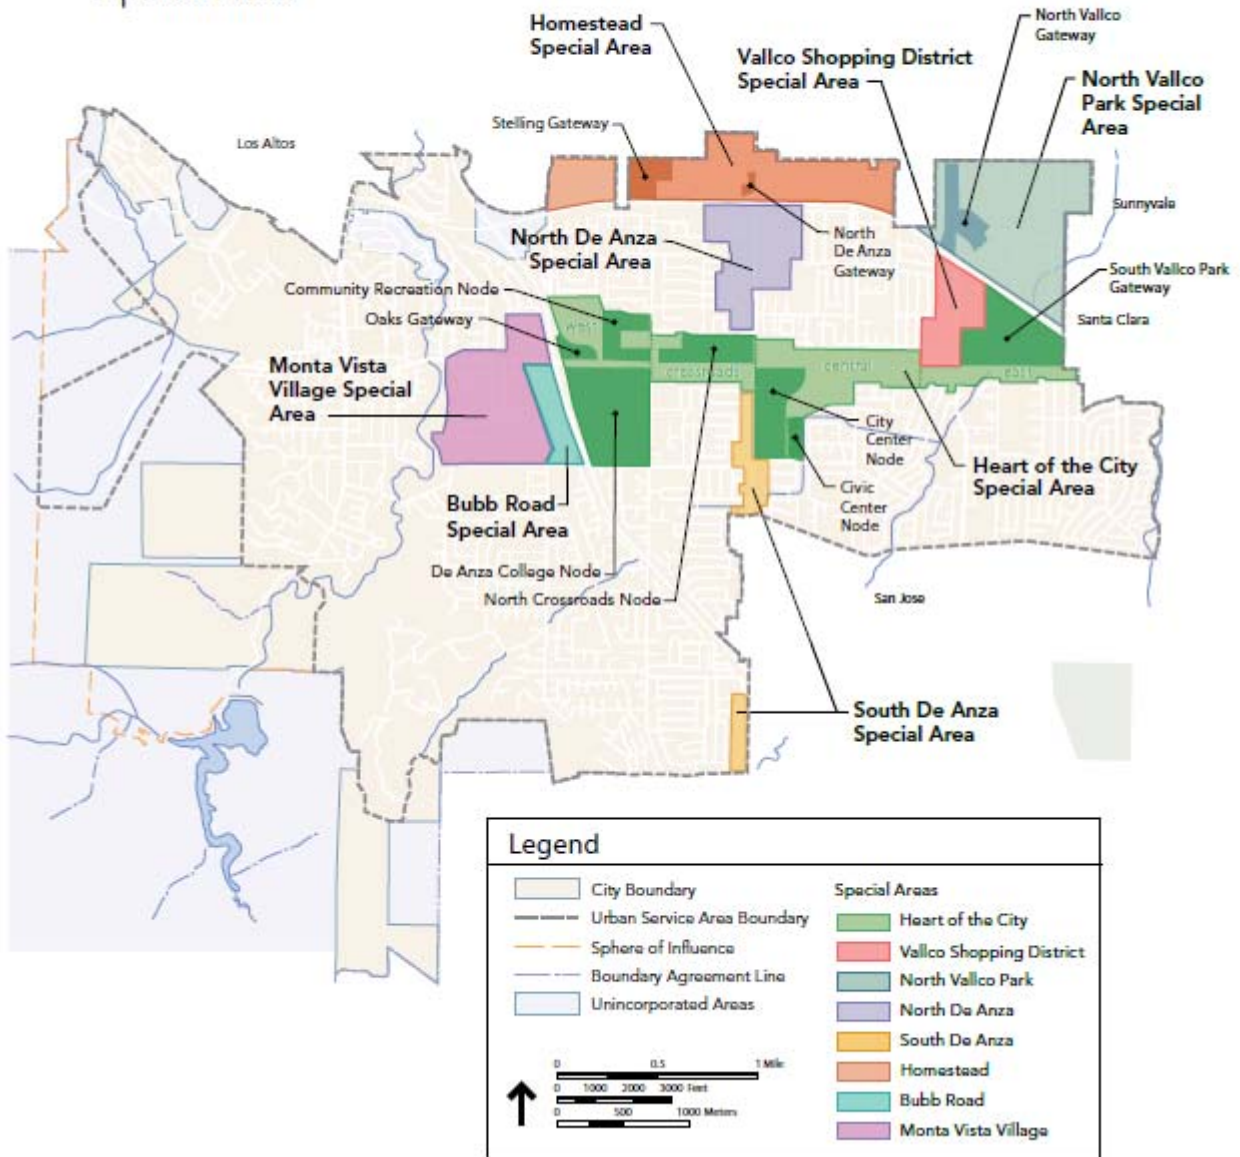 Homestead
Special Area
North Vallco
Gateway
Vallco Shopping District
Special Area
North Vallco
Park Special
Area
Stelling Gateway
Los Altos
Sunnyvale
North De Anza
Special Area
North
De Anza
Gateway
South Vallco Park
Gateway
Community Recreation Node
Oaks Gateway
Santa Clara
west
Monta Vista
Village Special
Area
crossroads
central
east
City
Center
Node
Heart of the City
Special Area
Civic
Center
Node
Bubb Road
Special Area
De Anza College Node
North Crossroads Node
San Jose
South De Anza
Special Area
Legend
City Boundary
Urban Service Area Boundary
Sphere of Influence
Boundary Agreement Line
Unincorporated Areas
Special Areas
Heart of the City
Vallco Shopping District
North Vallco Park
North De Anza
South De Anza
Homestead
Bubb Road
Monta Vista Village
0 0.5 1 Mile
0 1000 2000 3000 Feet
0 500 1000 Meters